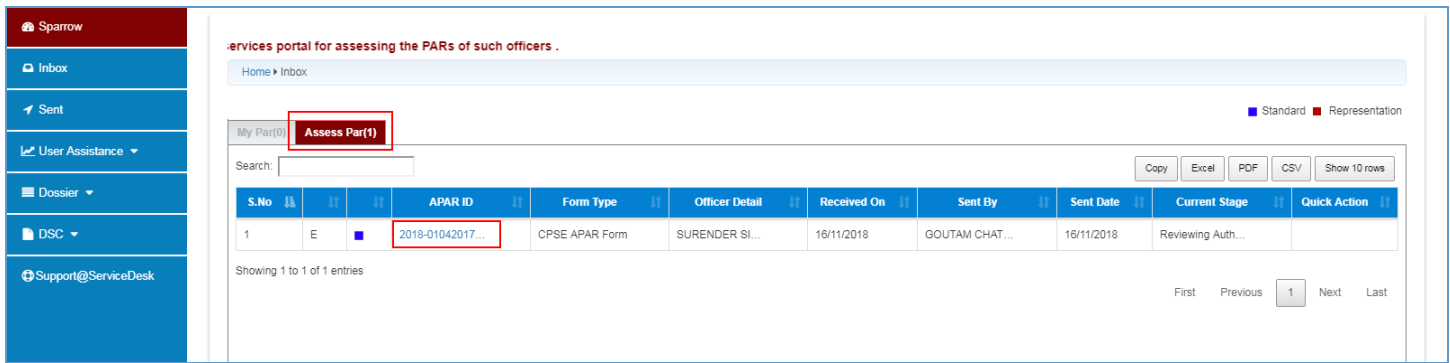 Sparrow
Inbox
Sent
User Assistance
Dossier
DSC
Support@ServiceDesk
ervices portal for assessing the PARs of such officers .
Home Inbox
Standard Representation
My Par(0) Assess Par(1)
Search: Copy Excel PDF CSV Show 10 rows
S.No APAR ID Form Type Officer Detail Received On Sent By Sent Date Current Stage Quick Action
1 E 2018-01042017... CPSE APAR Form SURENDER SI... 16/11/2018 GOUTAM CHAT... 16/11/2018 Reviewing Auth...
Showing 1 to 1 of 1 entries
First Previous 1 Next Last